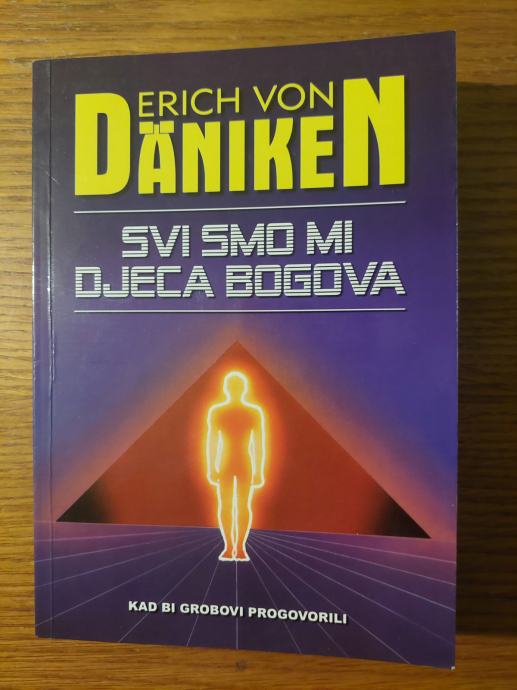 ERICH VON
DÄNIKEN
SVI SMO MI
DJECA BOGOVA
KAD BI GROBOVI PROGOVORILI